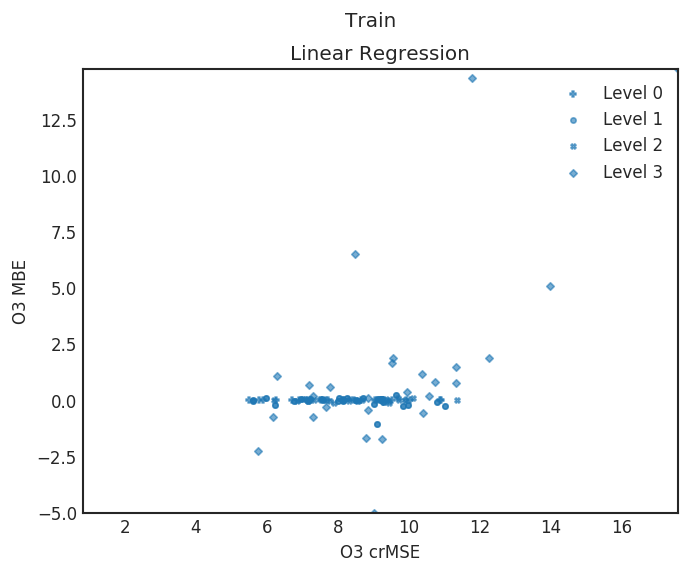 Train
Linear Regression
Level 0
Level 1
Level 2
Level 3
12.5
10.0
7.5
5.0
2.5
0.0
−2.5
−5.0
O3 MBE
2 4 6 8 10 12 14 16
O3 crMSE